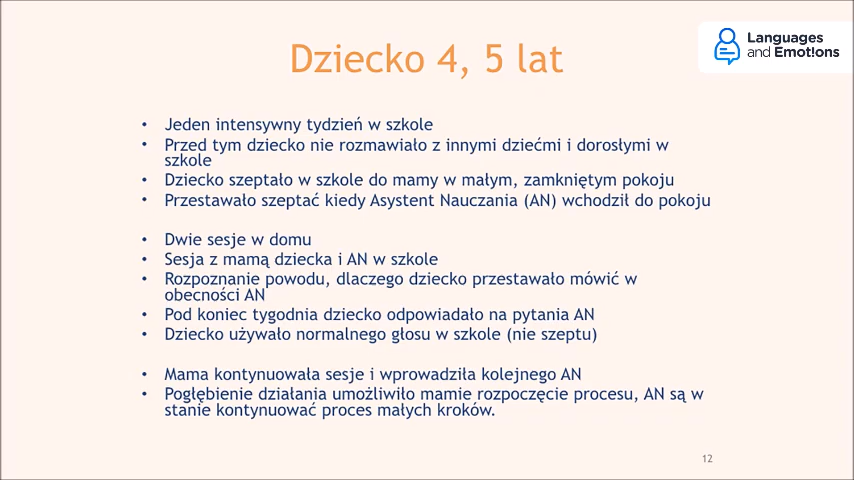 Languages
and Emot!ons
Dziecko 4, 5 lat
• Jeden intensywny tydzień w szkole
• Przed tym dziecko nie rozmawiało z innymi dziećmi i dorosłymi w
szkole
• Dziecko szeptało w szkole do mamy w małym, zamkniętym pokoju
• Przestawało szeptać kiedy Asystent Nauczania (AN) wchodził do pokoju
• Dwie sesje w domu
• Sesja z mamą dziecka i AN w szkole
• Rozpoznanie powodu, dlaczego dziecko przestawało mówić w
obecności AN
• Pod koniec tygodnia dziecko odpowiadało na pytania AN
• Dziecko używało normalnego głosu w szkole (nie szeptu)
• Mama kontynuowała sesje i wprowadziła kolejnego AN
• Pogłębienie działania umożliwiło mamie rozpoczęcie procesu, AN są w
stanie kontynuować proces małych kroków.
12